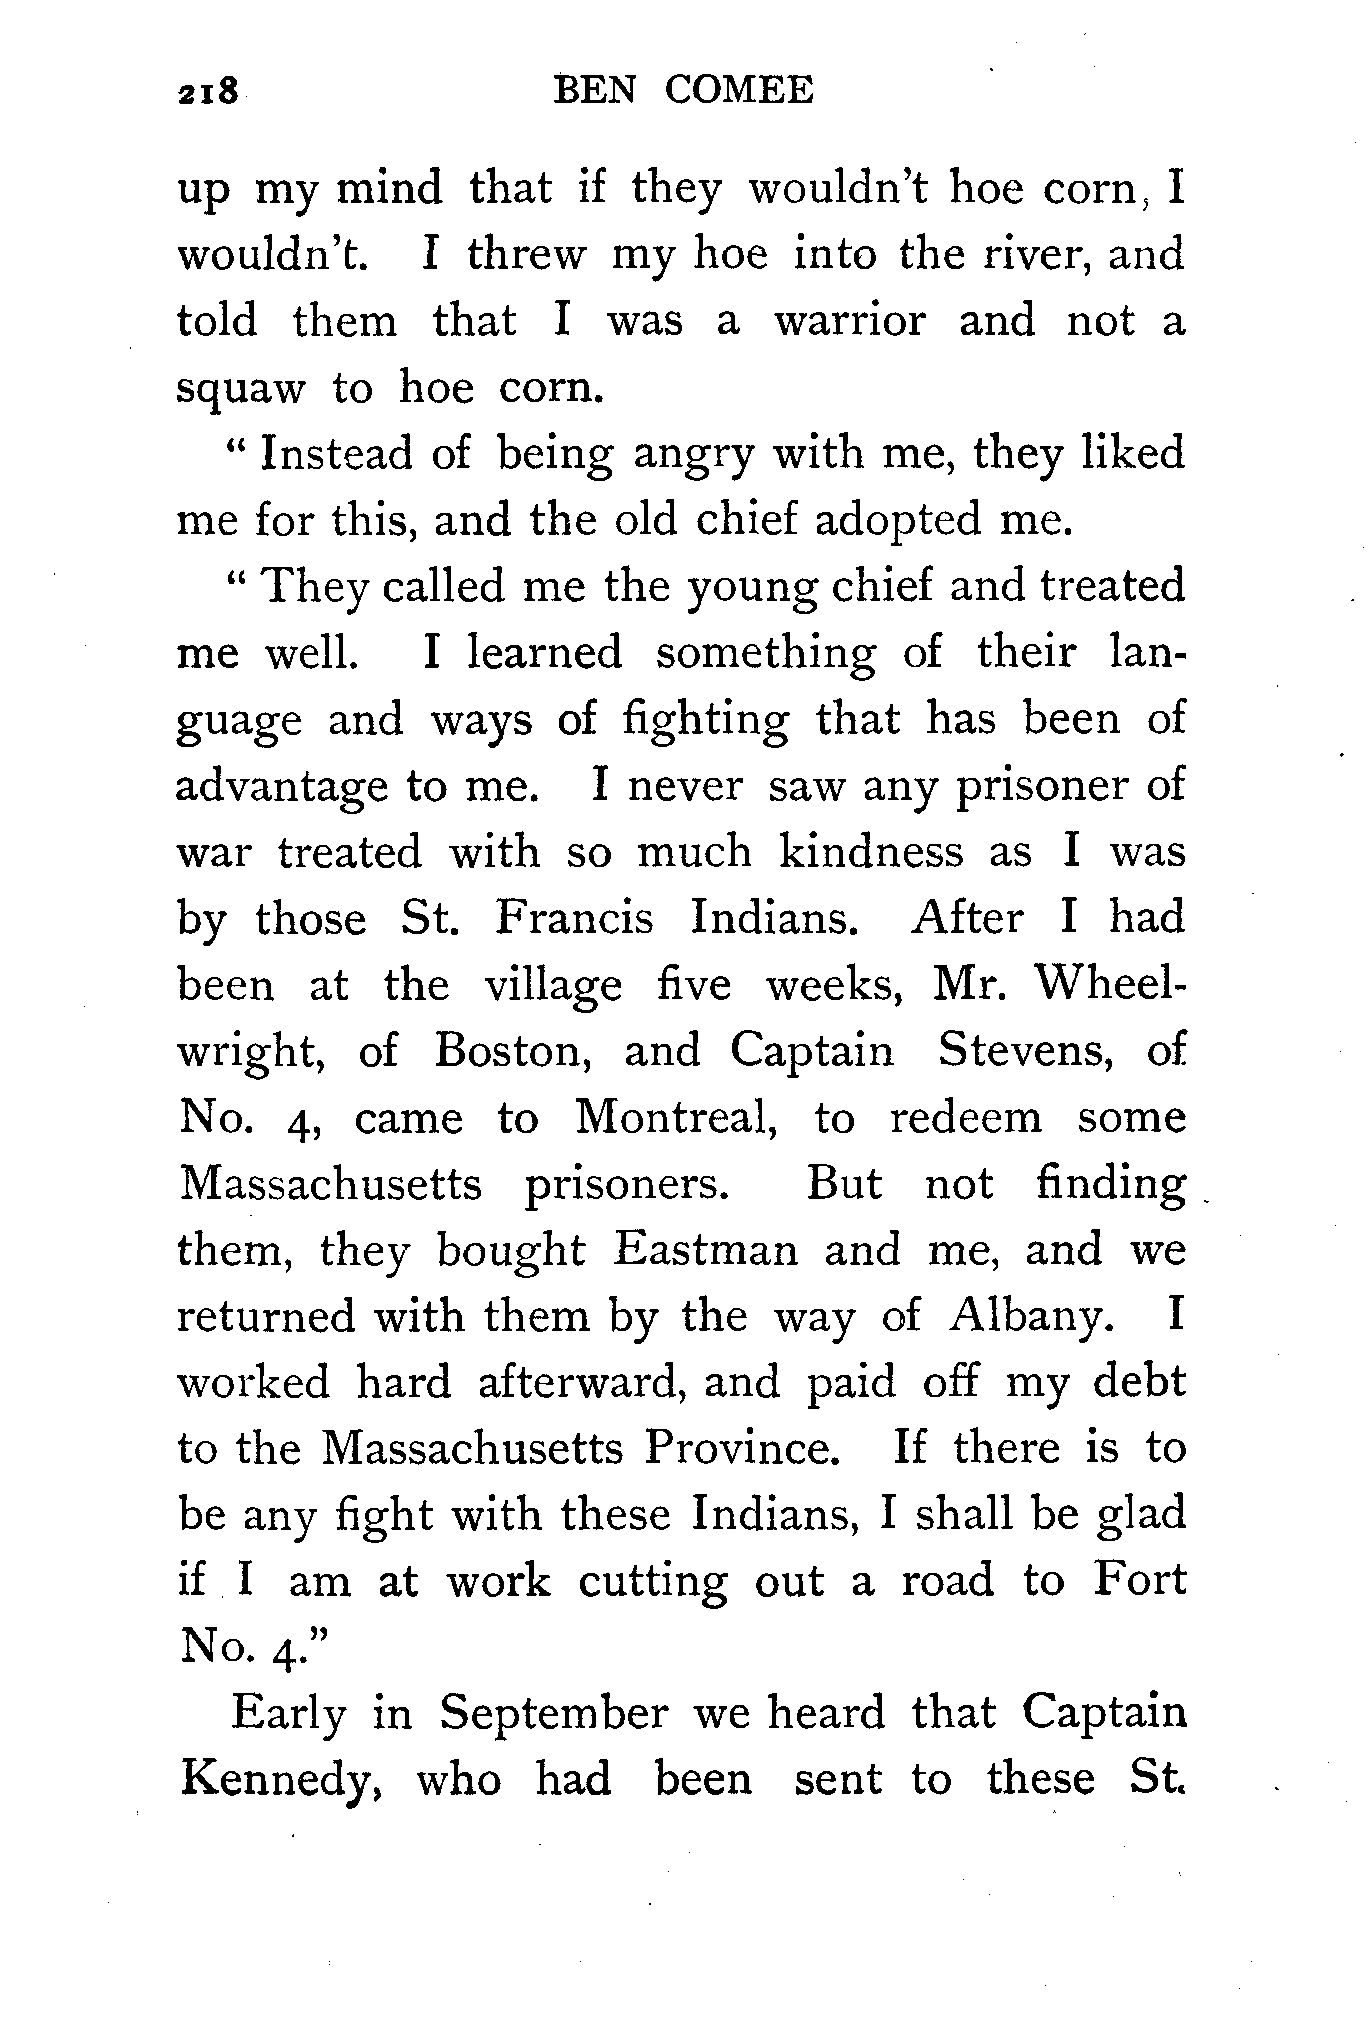 218 BEN COMEE
up my mind that if they wouldn't hoe corn, I
wouldn't. I threw my hoe into the river, and
told them that I was a warrior and not a
squaw to hoe corn.
“ Instead of being angry with me, they liked
me for this, and the old chief adopted me.
“ They called me the young chief and treated
me well. I learned something of their lan-
guage and ways of fighting that has been of
advantage to me. I never saw any prisoner of
war treated with so much kindness as I was
by those St. Francis Indians. After I had
been at the village five weeks, Mr. Wheel-
wright, of Boston, and Captain Stevens, of
No. 4, came to Montreal, to redeem some
Massachusetts prisoners. But not finding
them, they bought Eastman and me, and we
returned with them by the way of Albany. I
worked hard afterward, and paid off my debt
to the Massachusetts Province. If there is to
be any fight with these Indians, I shall be glad
if I am at work cutting out a road to Fort
No. 4.”
Early in September we heard that Captain
Kennedy, who had been sent to these St.